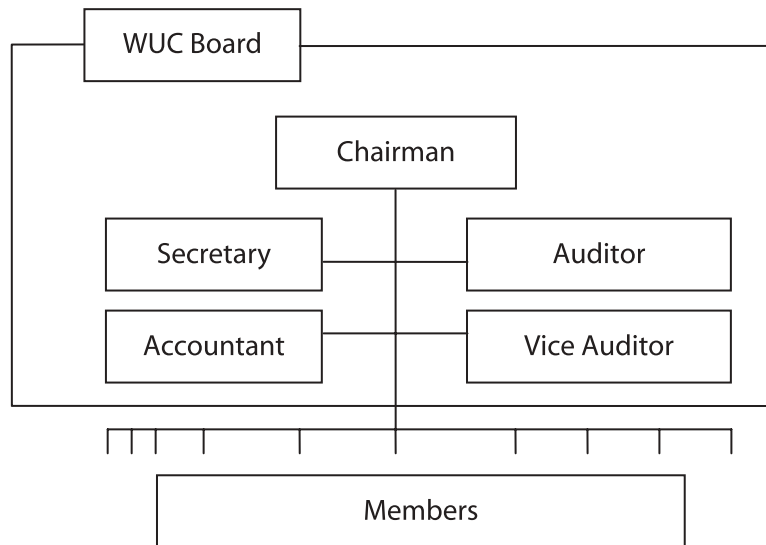 WUC Board
Chairman
Secretary
Auditor
Accountant
Vice Auditor
Members